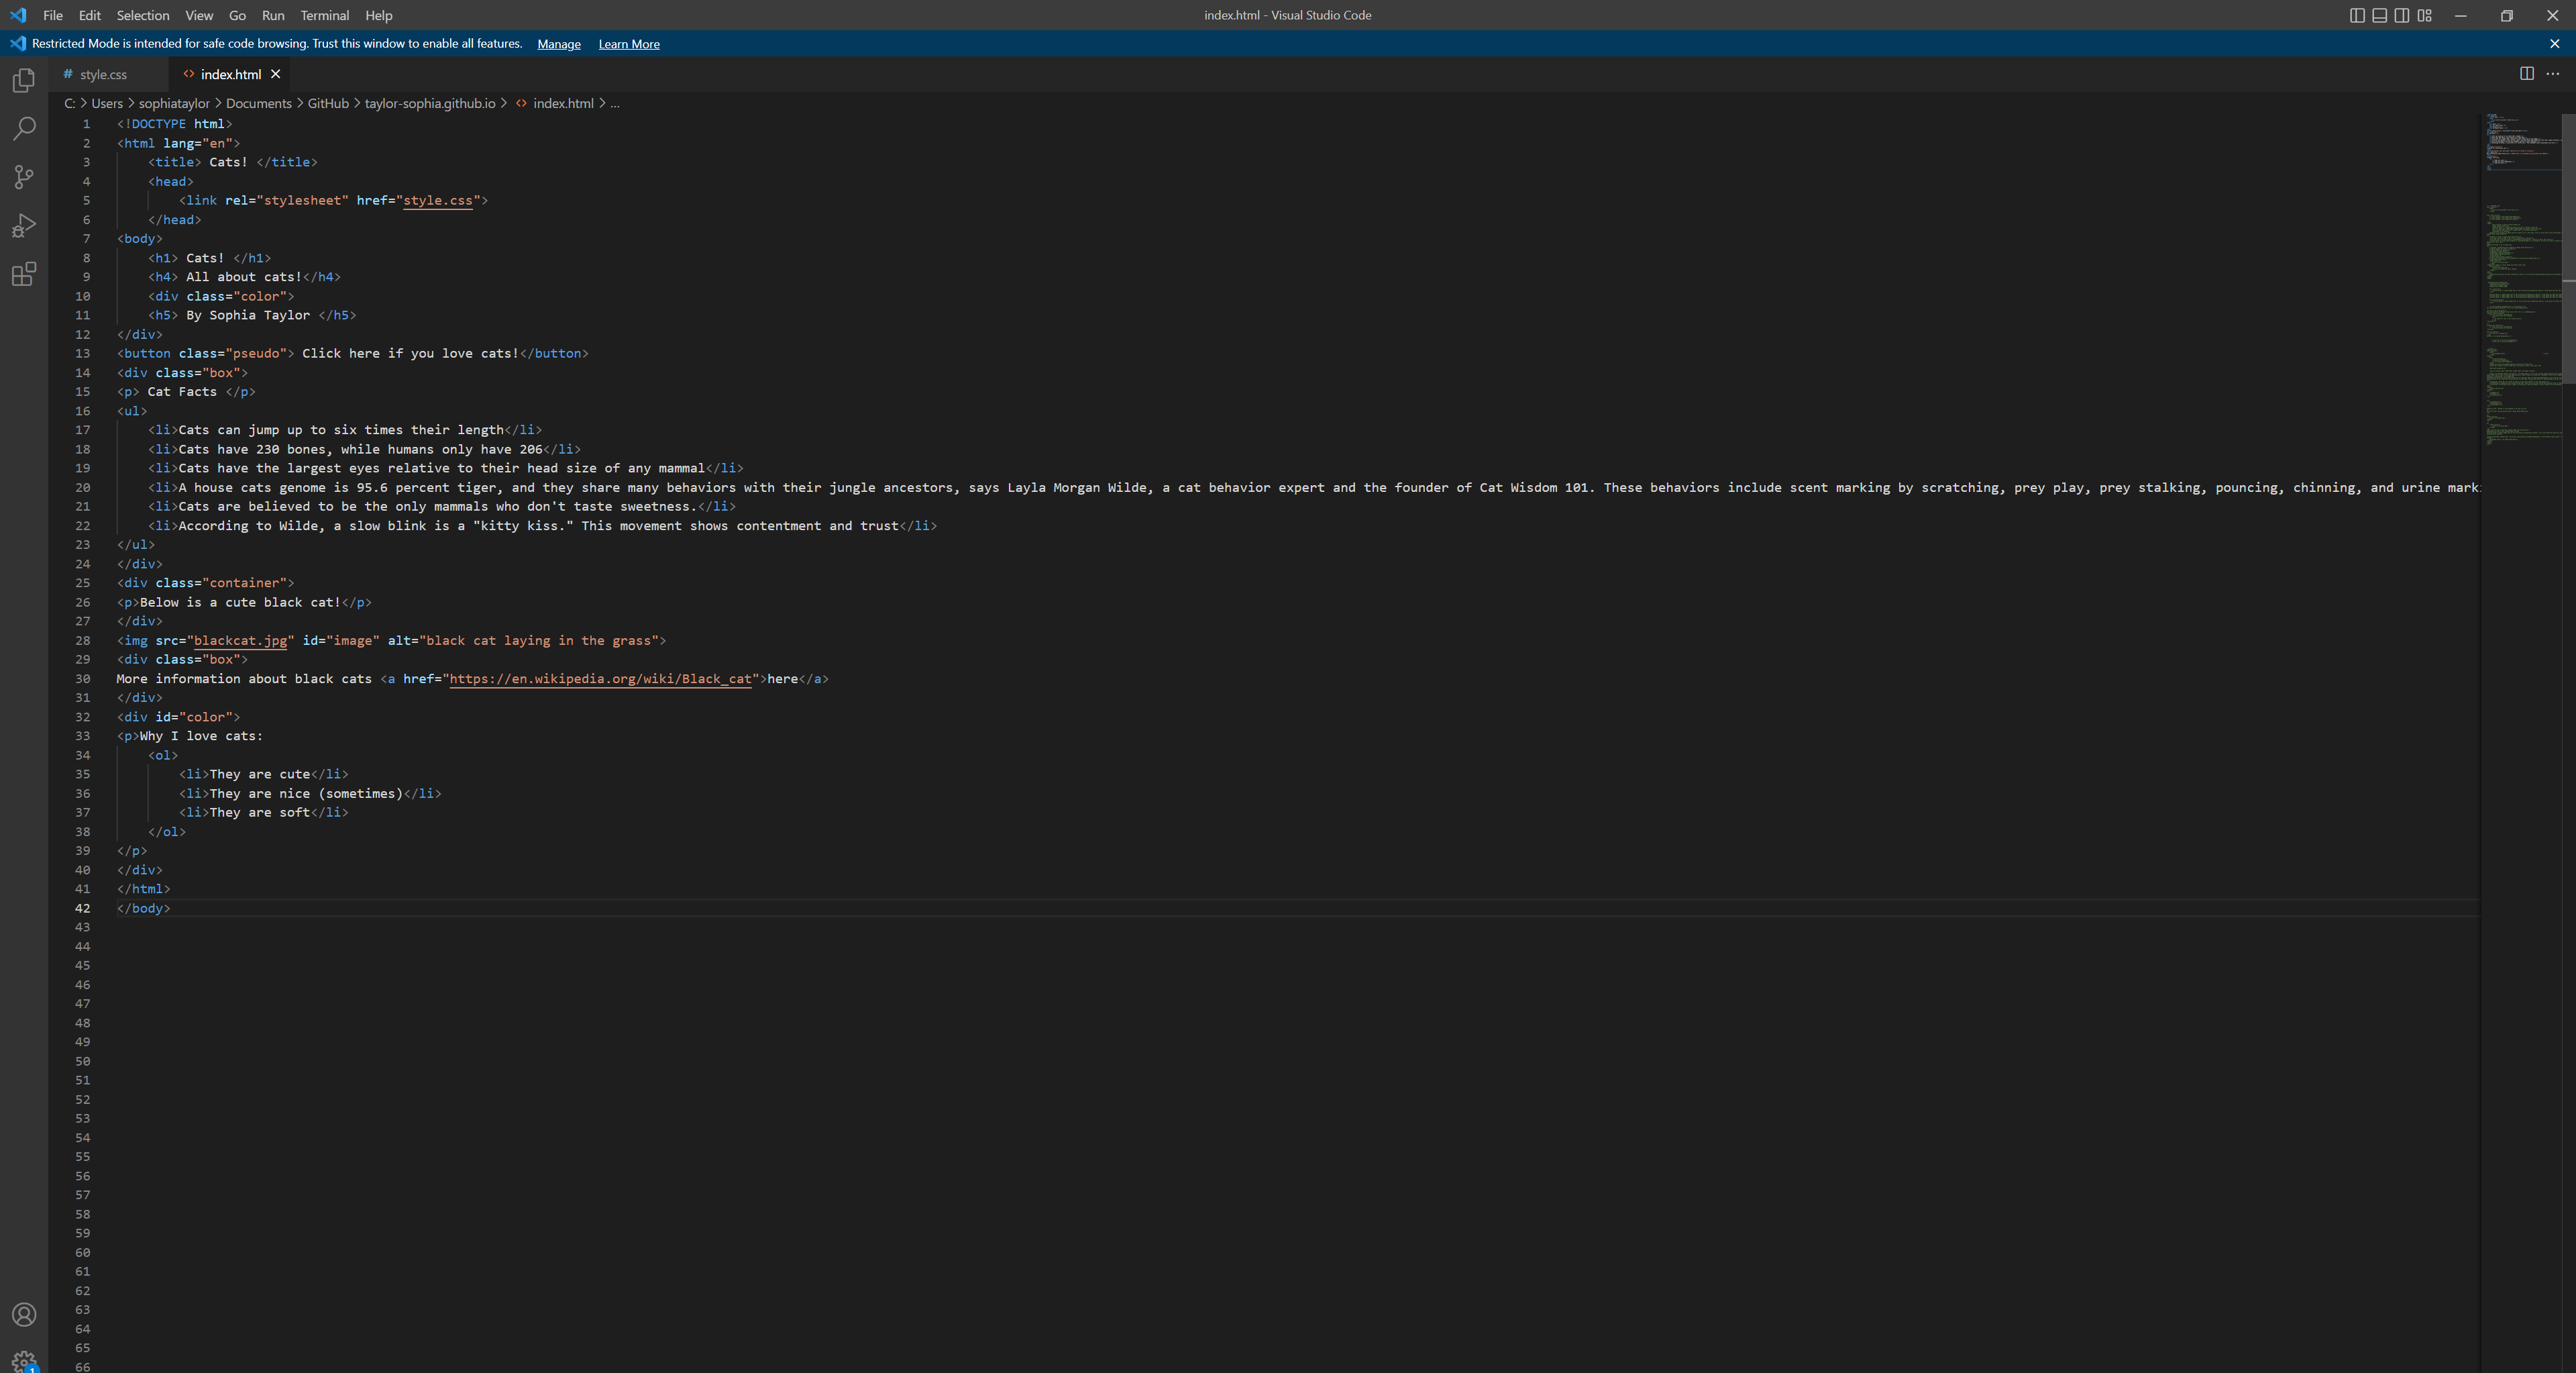 File Edit Selection View Go Run Terminal Help
index.html - Visual Studio Code
Restricted Mode is intended for safe code browsing. Trust this window to enable all features. Manage Learn More
# style.css <> index.html
C: > Users > sophiataylor > Documents > GitHub > taylor-sophia.github.io > <> index.html > ...
1 <!DOCTYPE html>
2 <html lang="en">
3     <title> Cats! </title>
4     <head>
5         <link rel="stylesheet" href="style.css">
6     </head>
7 <body>
8     <h1> Cats! </h1>
9     <h4> All about cats!</h4>
10     <div class="color">
11     <h5> By Sophia Taylor </h5>
12 </div>
13 <button class="pseudo"> Click here if you love cats!</button>
14 <div class="box">
15 <p> Cat Facts </p>
16 <ul>
17     <li>Cats can jump up to six times their length</li>
18     <li>Cats have 230 bones, while humans only have 206</li>
19     <li>Cats have the largest eyes relative to their head size of any mammal</li>
20     <li>A house cats genome is 95.6 percent tiger, and they share many behaviors with their jungle ancestors, says Layla Morgan Wilde, a cat behavior expert and the founder of Cat Wisdom 101. These behaviors include scent marking by scratching, prey play, prey stalking, pouncing, chinning, and urine mark
21     <li>Cats are believed to be the only mammals who don't taste sweetness.</li>
22     <li>According to Wilde, a slow blink is a "kitty kiss." This movement shows contentment and trust</li>
23 </ul>
24 </div>
25 <div class="container">
26 <p>Below is a cute black cat!</p>
27 </div>
28 <img src="blackcat.jpg" id="image" alt="black cat laying in the grass">
29 <div class="box">
30 More information about black cats <a href="https://en.wikipedia.org/wiki/Black_cat">here</a>
31 </div>
32 <div id="color">
33 <p>Why I love cats:
34     <ol>
35         <li>They are cute</li>
36         <li>They are nice (sometimes)</li>
37         <li>They are soft</li>
38     </ol>
39 </p>
40 </div>
41 </html>
42 </body>
43
44
45
46
47
48
49
50
51
52
53
54
55
56
57
58
59
60
61
62
63
64
65
66
1